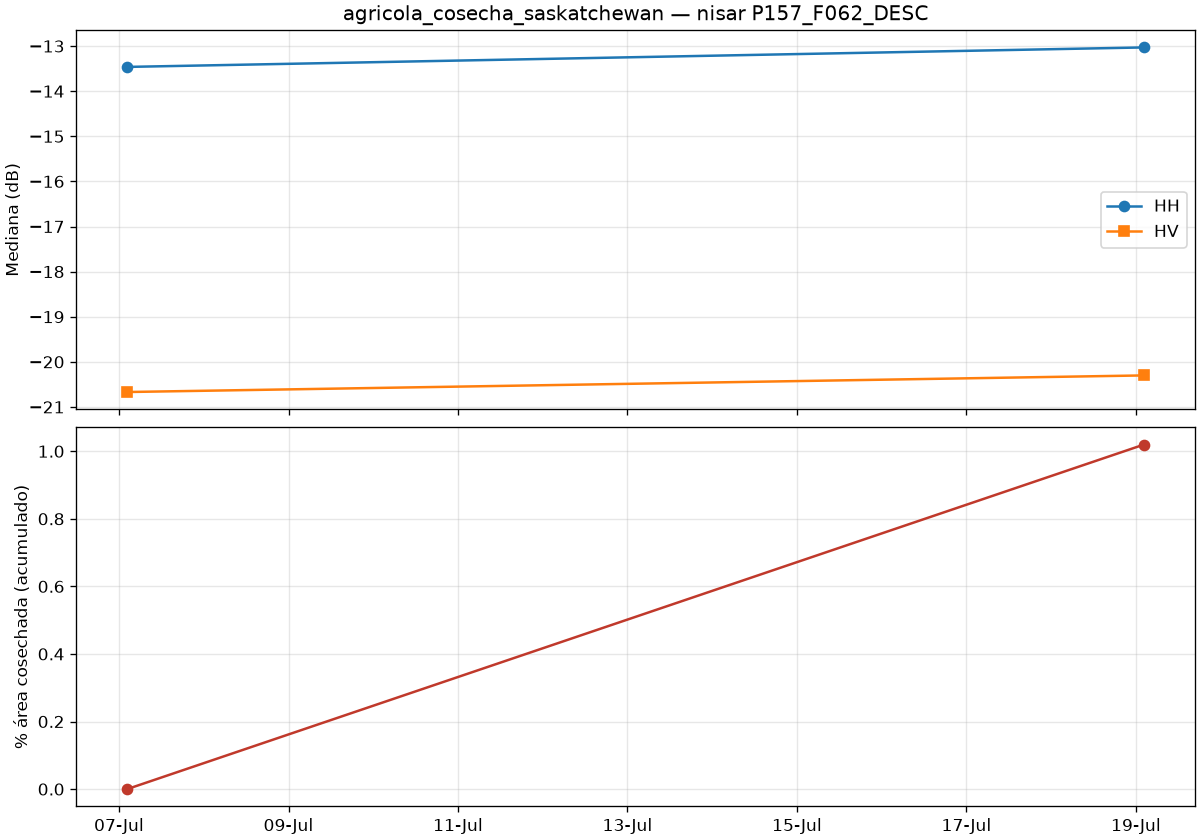 agricola_cosecha_saskatchewan — nisar P157_F062_DESC
−13
−14
−15
−16
−17
−18
−19
−20
−21
Mediana (dB)
HH
HV
1.0
0.8
0.6
0.4
0.2
0.0
% área cosechada (acumulado)
07-Jul
09-Jul
11-Jul
13-Jul
15-Jul
17-Jul
19-Jul